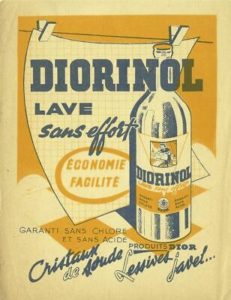 DIORINOL
LAVE
sans effort
ÉCONOMIE
FACILITÉ
DIORINOL
GARANTI SANS CHLORE
ET SANS ACIDE
PRODUITS DIOR
Cristaux
de soude
Lessives
javel...